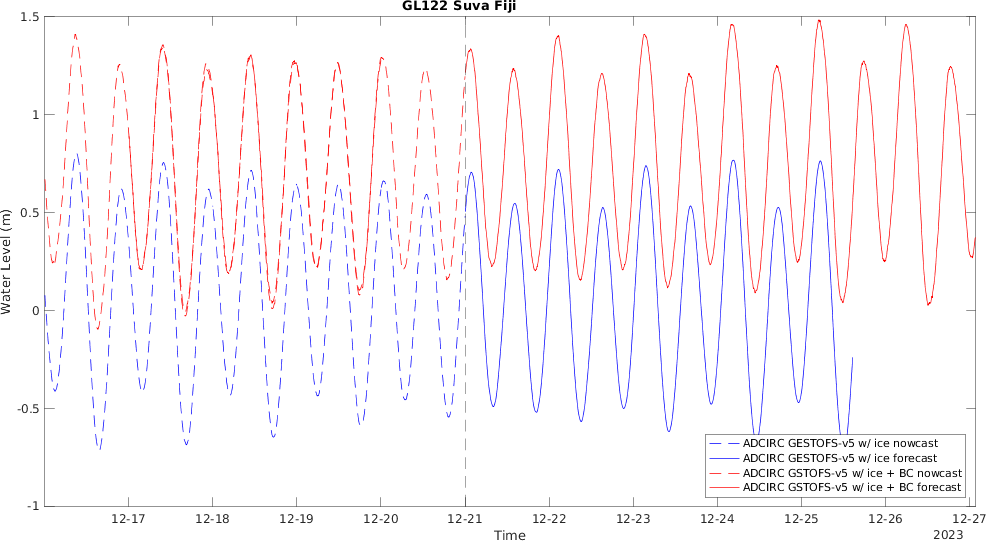 GL122 Suva Fiji
1.5
1
0.5
0
-0.5
-1
Water Level (m)
12-17
12-18
12-19
12-20
12-21
12-22
12-23
12-24
12-25
12-26
12-27
Time
2023
ADCIRC GESTOFS-v5 w/ ice nowcast
ADCIRC GESTOFS-v5 w/ ice forecast
ADCIRC GSTOFS-v5 w/ ice + BC nowcast
ADCIRC GSTOFS-v5 w/ ice + BC forecast